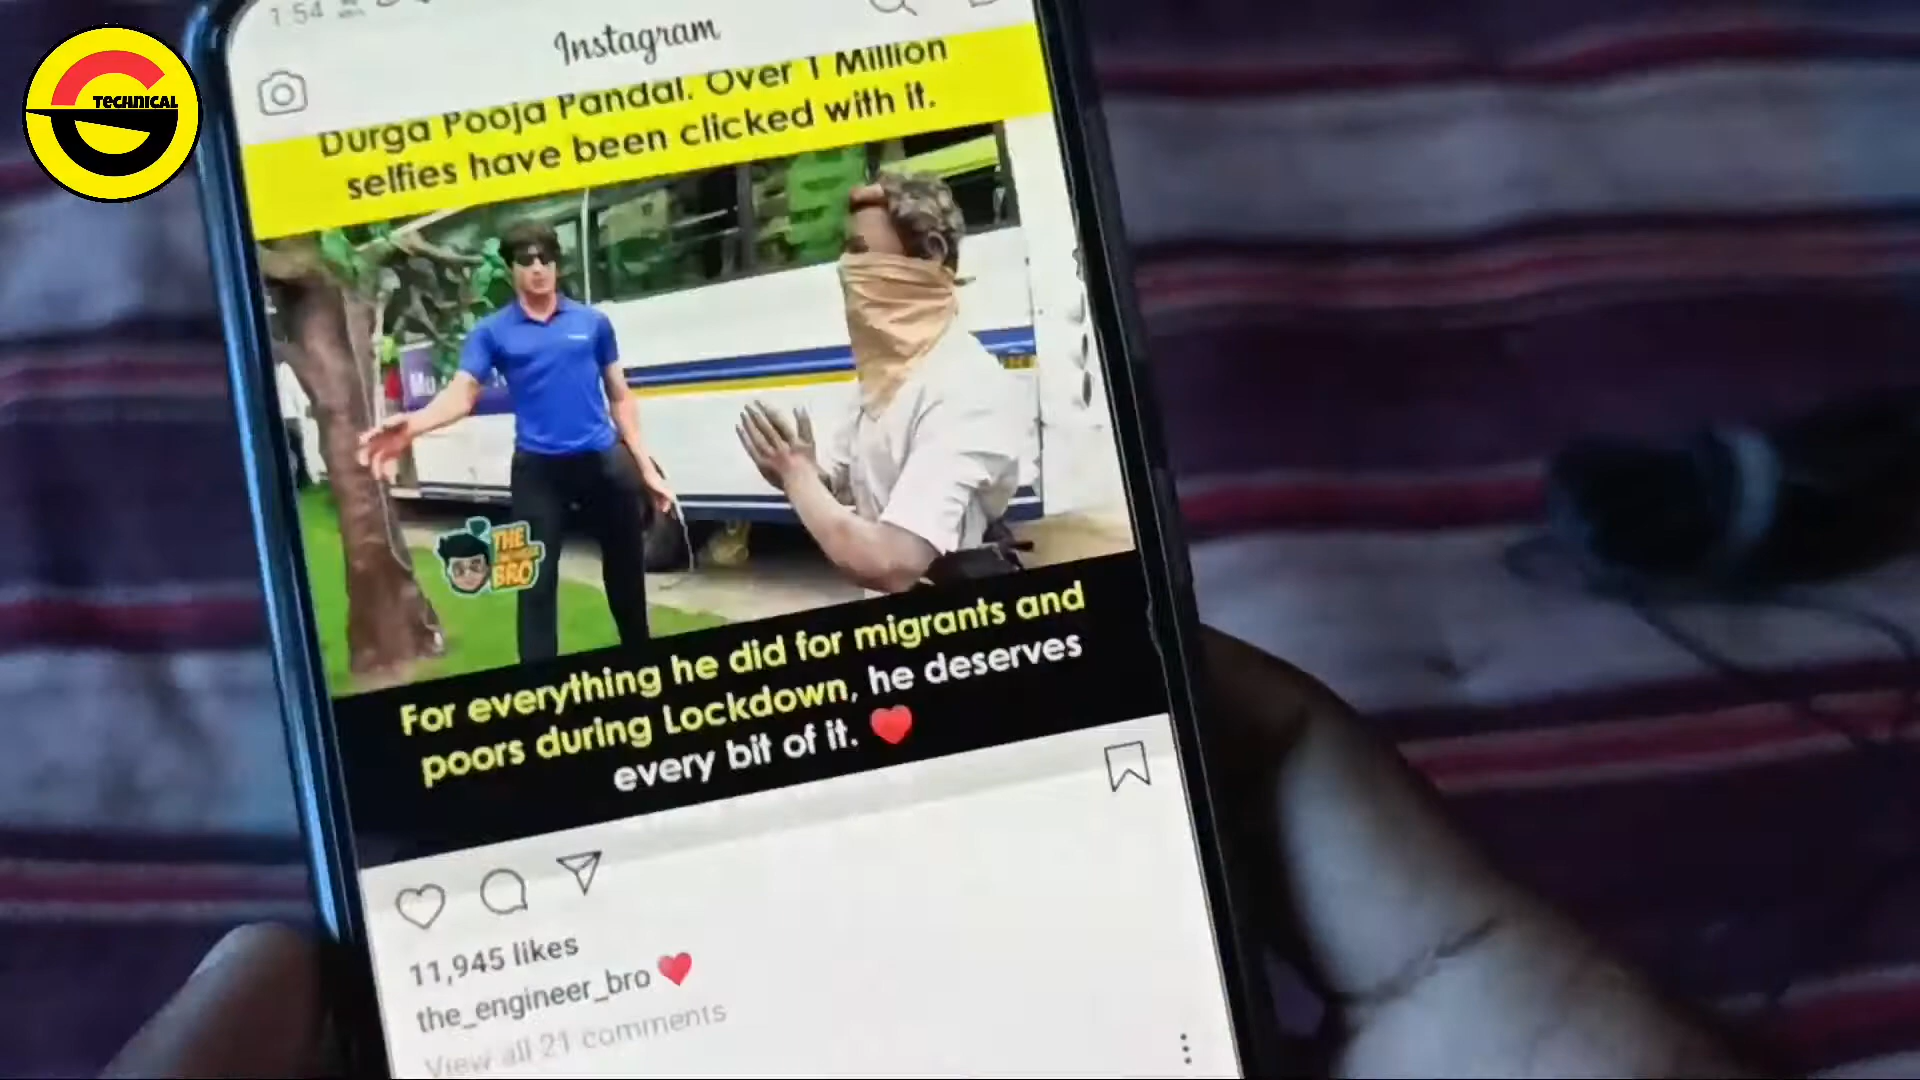 TECHNICAL
1:54
Instagram
Durga Pooja Pandal. Over 1 Million
selfies have been clicked with it.
THE
BRO
For everything he did for migrants and
poors during Lockdown, he deserves
every bit of it. ❤️
11,945 likes
the_engineer_bro ❤️
View all 21 comments